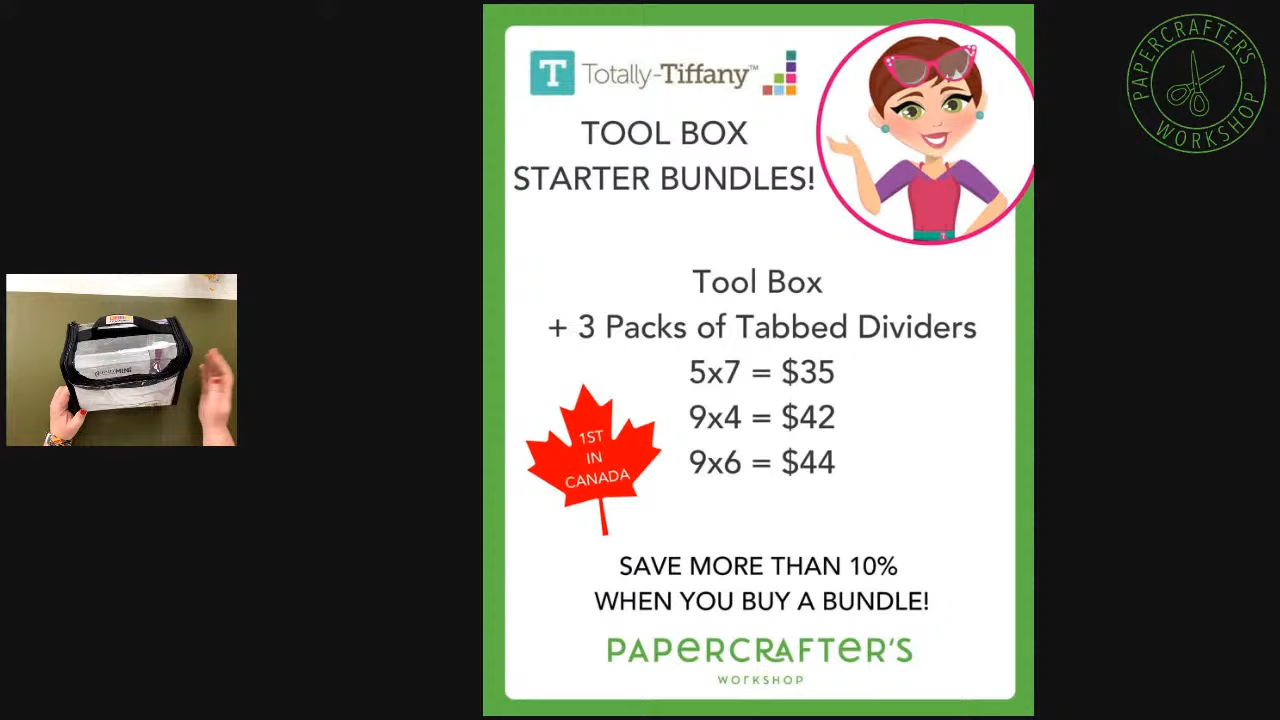 T Totally-Tiffany™
TOOL BOX
STARTER BUNDLES!
Tool Box
+ 3 Packs of Tabbed Dividers
5x7 = $35
9x4 = $42
9x6 = $44
1ST
IN
CANADA
SAVE MORE THAN 10%
WHEN YOU BUY A BUNDLE!
PAPERCRAFTER'S
WORKSHOP
PAPERCRAFTER'S
WORKSHOP